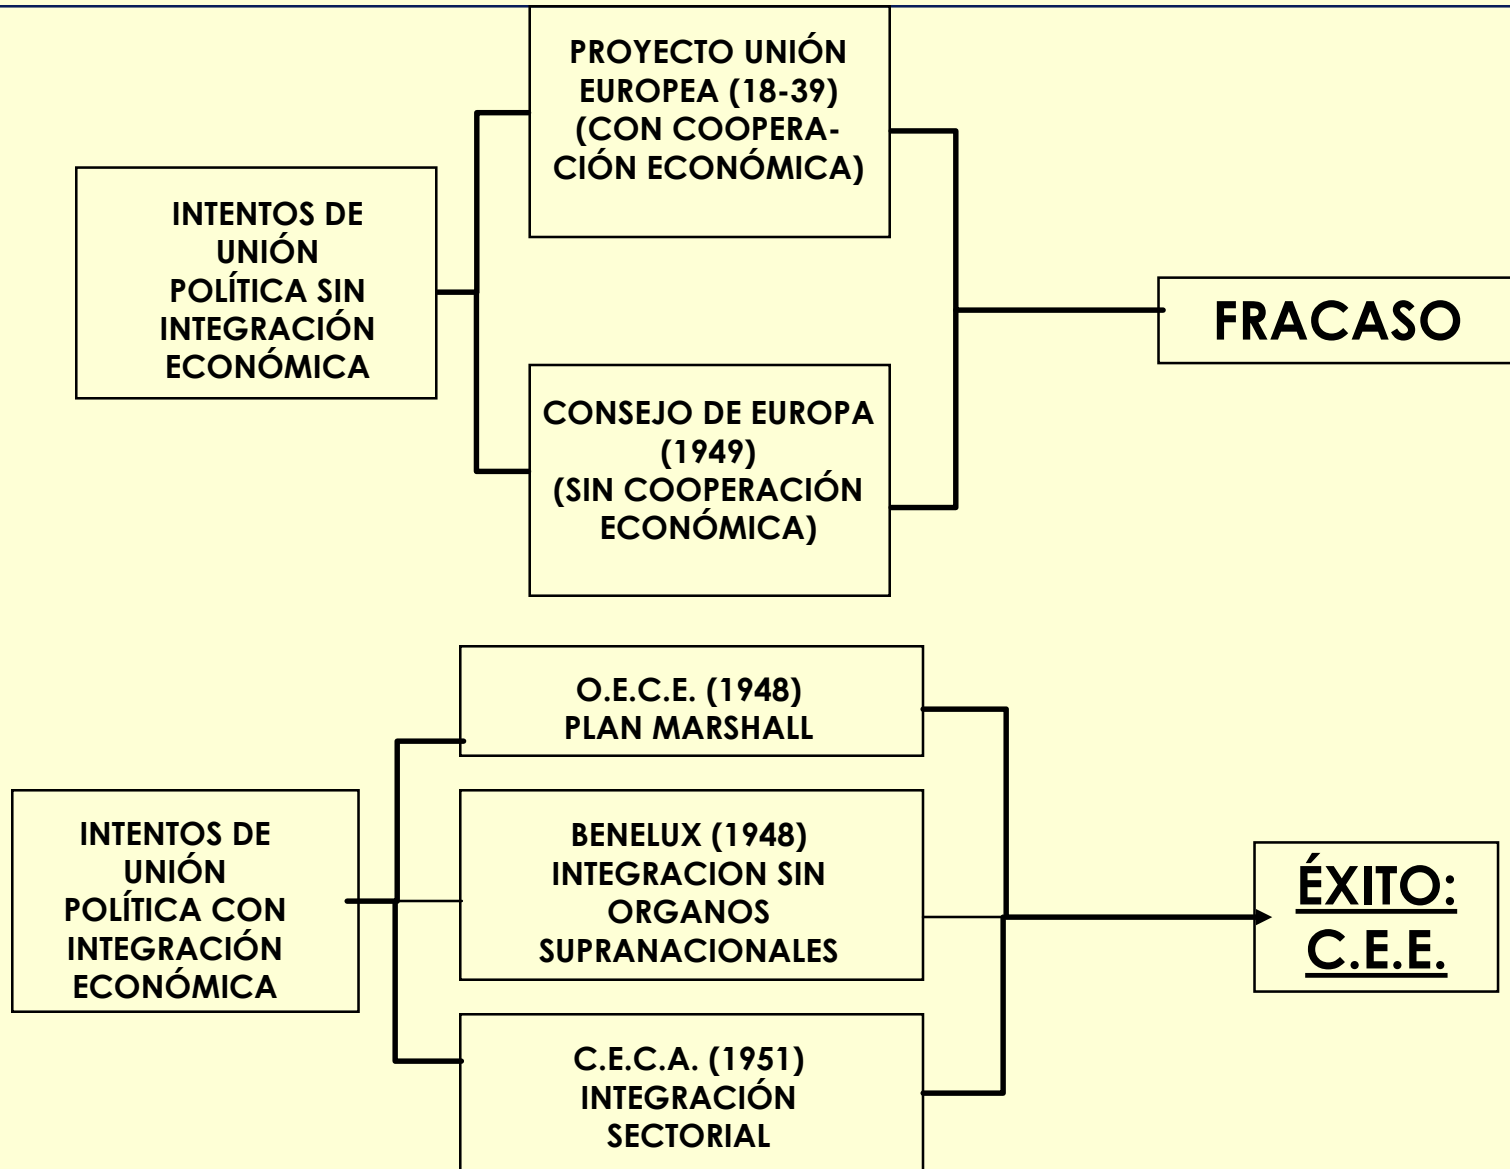 PROYECTO UNIÓN
EUROPEA (18-39)
(CON COOPERA-
CIÓN ECONÓMICA)
INTENTOS DE
UNIÓN
POLÍTICA SIN
INTEGRACIÓN
ECONÓMICA
FRACASO
CONSEJO DE EUROPA
(1949)
(SIN COOPERACIÓN
ECONÓMICA)
O.E.C.E. (1948)
PLAN MARSHALL
INTENTOS DE
UNIÓN
POLÍTICA CON
INTEGRACIÓN
ECONÓMICA
BENELUX (1948)
INTEGRACION SIN
ORGANOS
SUPRANACIONALES
ÉXITO:
C.E.E.
C.E.C.A. (1951)
INTEGRACIÓN
SECTORIAL